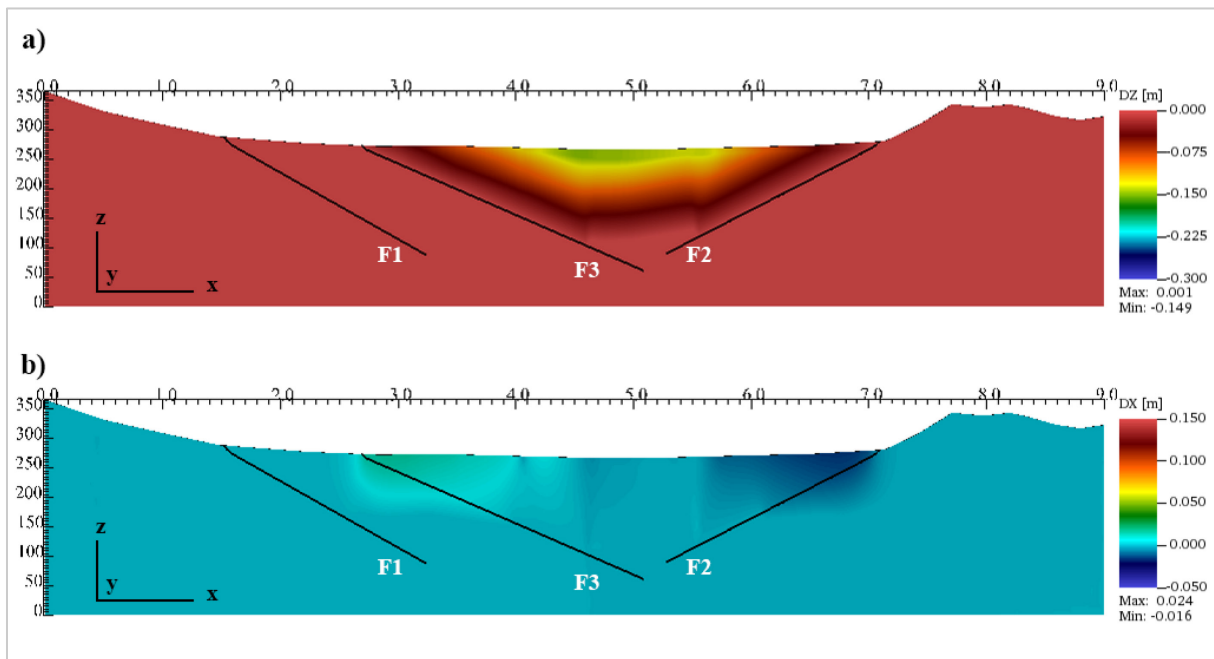 a)
0.0 1.0 2.0 3.0 4.0 5.0 6.0 7.0 8.0 9.0
350
300
250
200
150
100
50
0
z
y
x
F1
F3
F2
DZ [m]
0.000
-0.075
-0.150
-0.225
-0.300
Max: 0.001
Min: -0.149
b)
0.0 1.0 2.0 3.0 4.0 5.0 6.0 7.0 8.0 9.0
350
300
250
200
150
100
50
0
z
y
x
F1
F3
F2
DX [m]
0.150
0.100
0.050
0.000
-0.050
Max: 0.024
Min: -0.016